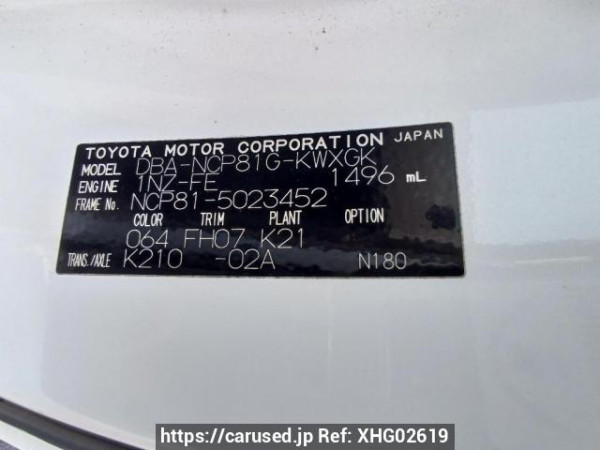 TOYOTA MOTOR CORPORATION JAPAN
MODEL DBA-NCP81G-KWXGK
ENGINE 1NZ-FE 1496 mL
FRAME No. NCP81-5023452
COLOR TRIM PLANT OPTION
064 FH07 K21
TRANS./AXLE K210 -02A N180
https://carused.jp Ref: XHG02619